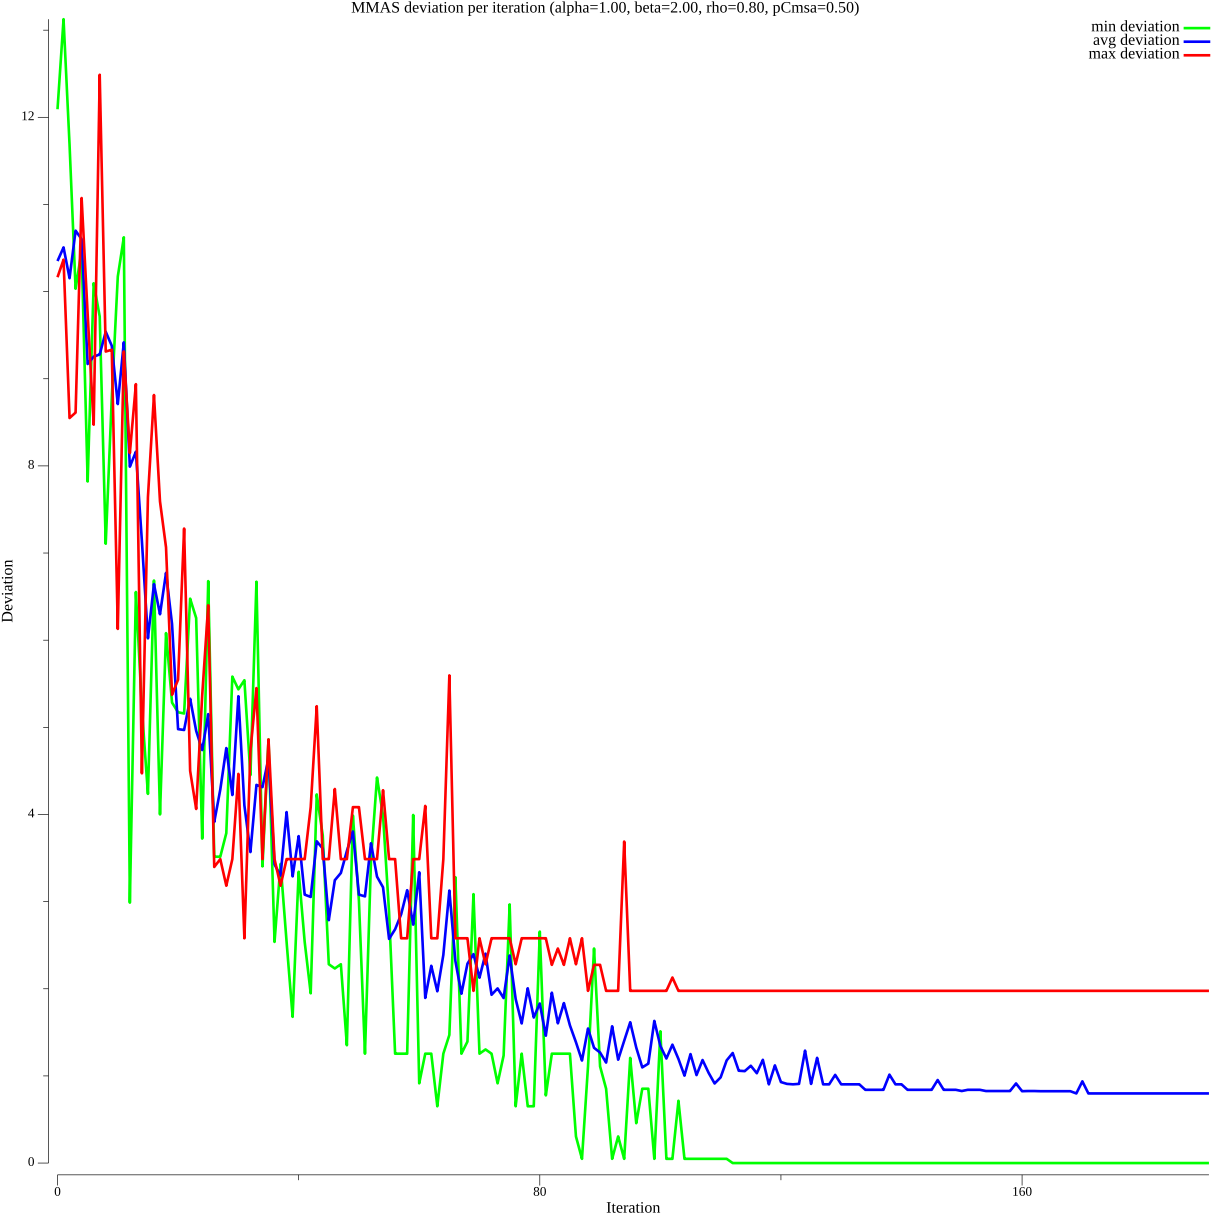 MMAS deviation per iteration (alpha=1.00, beta=2.00, rho=0.80, pCmsa=0.50)
min deviation
avg deviation
max deviation
12
8
4
0
Deviation
0 80 160
Iteration